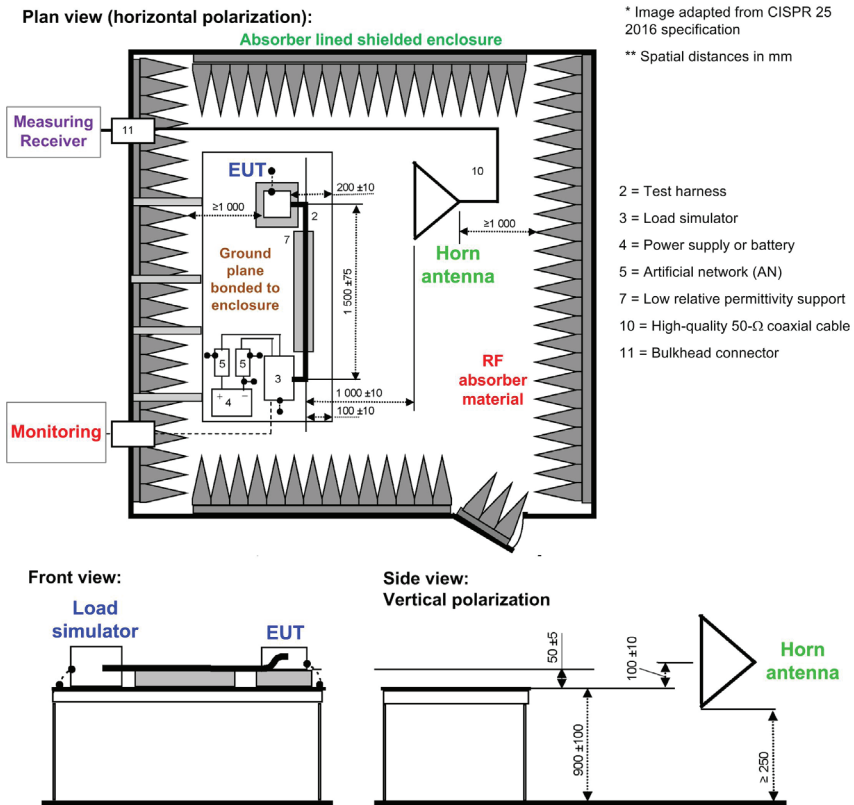 Plan view (horizontal polarization):
* Image adapted from CISPR 25
2016 specification
** Spatial distances in mm
Absorber lined shielded enclosure
Measuring
Receiver
11
EUT
200 ±10
10
≥1 000
2
≥1 000
7
Horn
antenna
Ground
plane
bonded to
enclosure
1 500 ±75
2 = Test harness
3 = Load simulator
4 = Power supply or battery
5 = Artificial network (AN)
7 = Low relative permittivity support
10 = High-quality 50-Ω coaxial cable
11 = Bulkhead connector
5
5
3
+
−
4
RF
absorber
material
1 000 ±10
100 ±10
Monitoring
Front view:
Side view:
Vertical polarization
Load
simulator
EUT
50 ±5
100 ±10
Horn
antenna
900 ±100
≥ 250